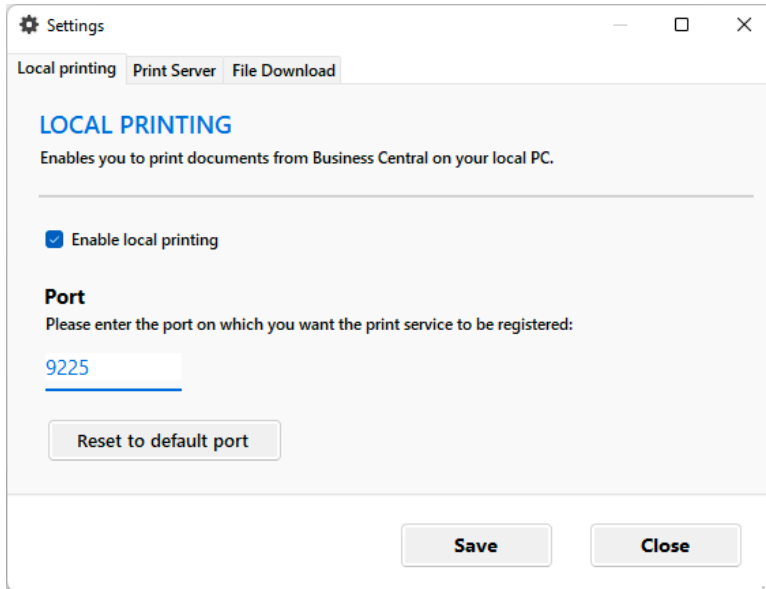 Settings
Local printing Print Server File Download
LOCAL PRINTING
Enables you to print documents from Business Central on your local PC.
Enable local printing
Port
Please enter the port on which you want the print service to be registered:
9225
Reset to default port
Save Close